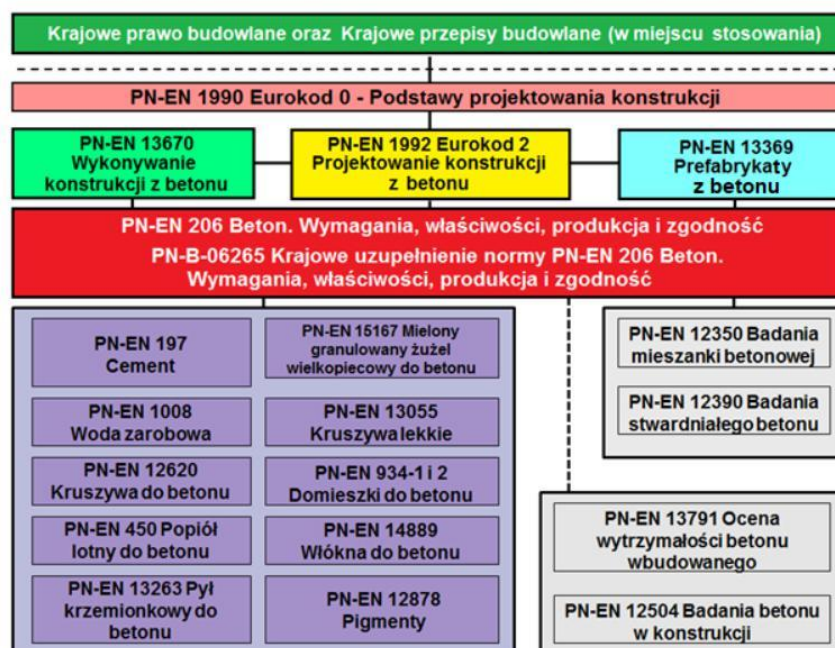 Krajowe prawo budowlane oraz Krajowe przepisy budowlane (w miejscu stosowania)
PN-EN 1990 Eurokod 0 - Podstawy projektowania konstrukcji
PN-EN 13670
Wykonywanie
konstrukcji z betonu
PN-EN 1992 Eurokod 2
Projektowanie konstrukcji
z betonu
PN-EN 13369
Prefabrykaty
z betonu
PN-EN 206 Beton. Wymagania, właściwości, produkcja i zgodność
PN-B-06265 Krajowe uzupełnienie normy PN-EN 206 Beton.
Wymagania, właściwości, produkcja i zgodność
PN-EN 197
Cement
PN-EN 15167 Mielony
granulowany żużel
wielkopiecowy do betonu
PN-EN 1008
Woda zarobowa
PN-EN 13055
Kruszywa lekkie
PN-EN 12620
Kruszywa do betonu
PN-EN 934-1 i 2
Domieszki do betonu
PN-EN 450 Popiół
lotny do betonu
PN-EN 14889
Włókna do betonu
PN-EN 13263 Pył
krzemionkowy do
betonu
PN-EN 12878
Pigmenty
PN-EN 12350 Badania
mieszanki betonowej
PN-EN 12390 Badania
stwardniałego betonu
PN-EN 13791 Ocena
wytrzymałości betonu
wbudowanego
PN-EN 12504 Badania betonu
w konstrukcji